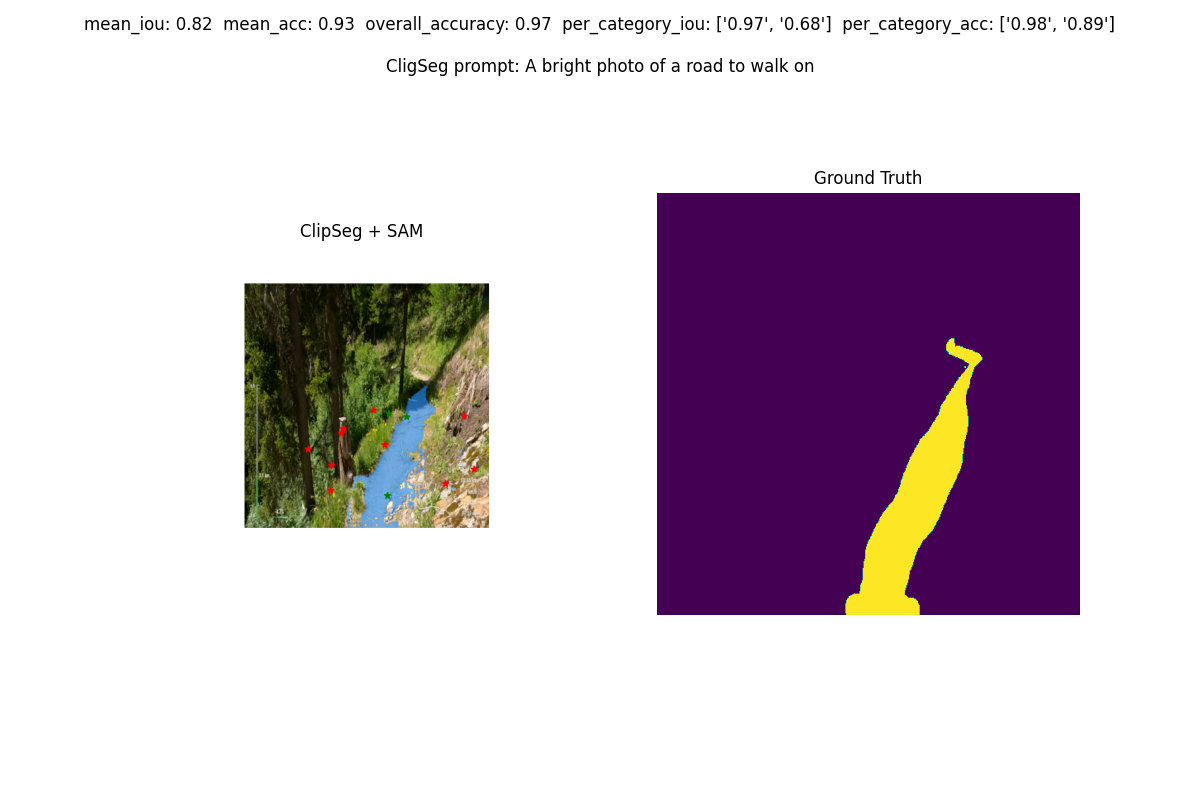 mean_iou: 0.82 mean_acc: 0.93 overall_accuracy: 0.97 per_category_iou: ['0.97', '0.68'] per_category_acc: ['0.98', '0.89']
CligSeg prompt: A bright photo of a road to walk on
Ground Truth
ClipSeg + SAM